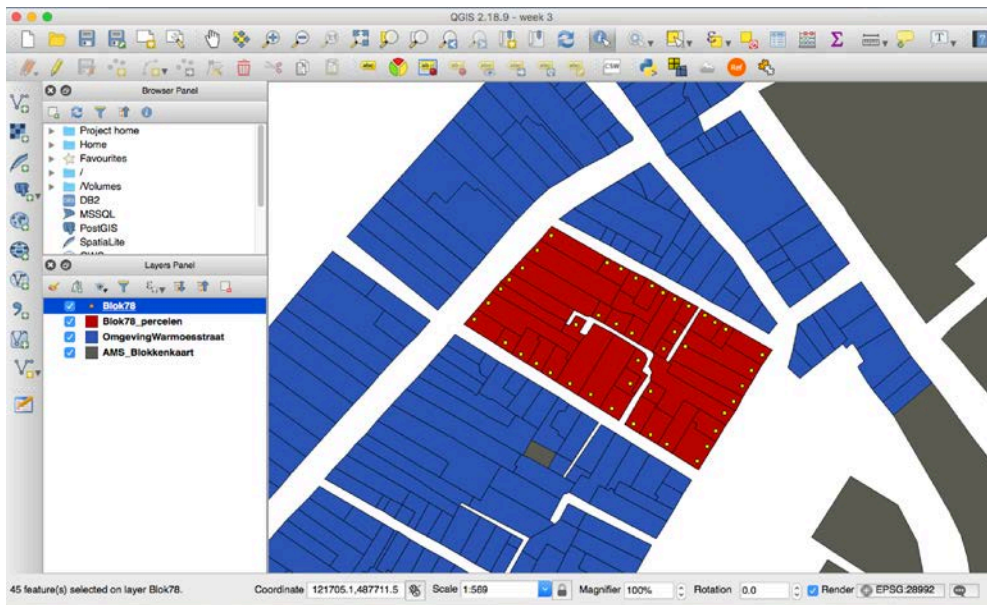 QGIS 2.18.9 - week 3
CSW
Ref
Browser Panel
Project home
Home
Favourites
/
/Volumes
DB2
MSSQL
PostGIS
SpatiaLite
Layers Panel
Blok78
Blok78_percelen
OmgevingWarmoesstraat
AMS_Blokkenkaart
45 feature(s) selected on layer Blok78.
Coordinate 121705.1,487711.5 Scale 1:569 Magnifier 100% Rotation 0.0 Render EPSG:28992